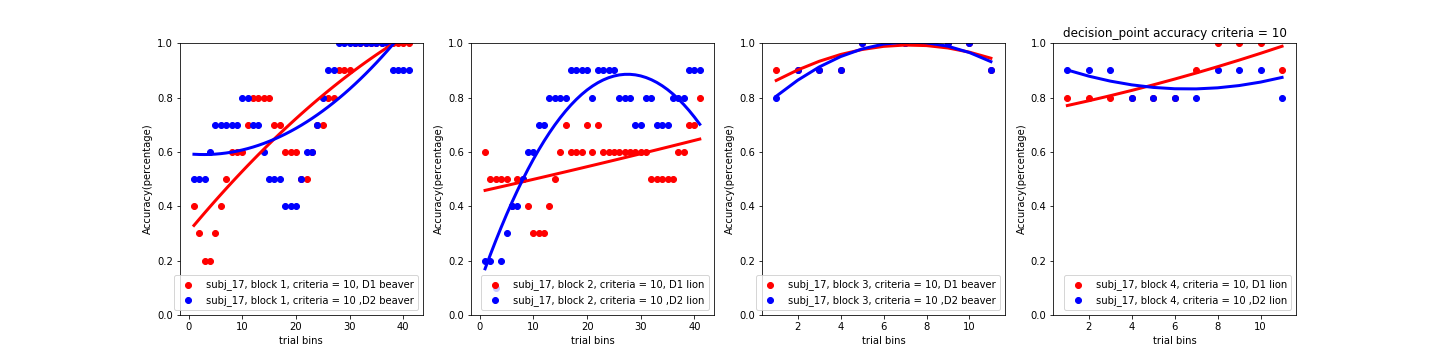 decision_point accuracy criteria = 10
1.0
0.8
0.6
0.4
0.2
0.0
Accuracy(percentage)
subj_17, block 1, criteria = 10, D1 beaver
subj_17, block 1, criteria = 10 ,D2 beaver
0 10 20 30 40
trial bins
1.0
0.8
0.6
0.4
0.2
0.0
Accuracy(percentage)
subj_17, block 2, criteria = 10, D1 lion
subj_17, block 2, criteria = 10 ,D2 lion
0 10 20 30 40
trial bins
1.0
0.8
0.6
0.4
0.2
0.0
Accuracy(percentage)
subj_17, block 3, criteria = 10, D1 beaver
subj_17, block 3, criteria = 10 ,D2 beaver
2 4 6 8 10
trial bins
1.0
0.8
0.6
0.4
0.2
0.0
Accuracy(percentage)
subj_17, block 4, criteria = 10, D1 lion
subj_17, block 4, criteria = 10 ,D2 lion
2 4 6 8 10
trial bins